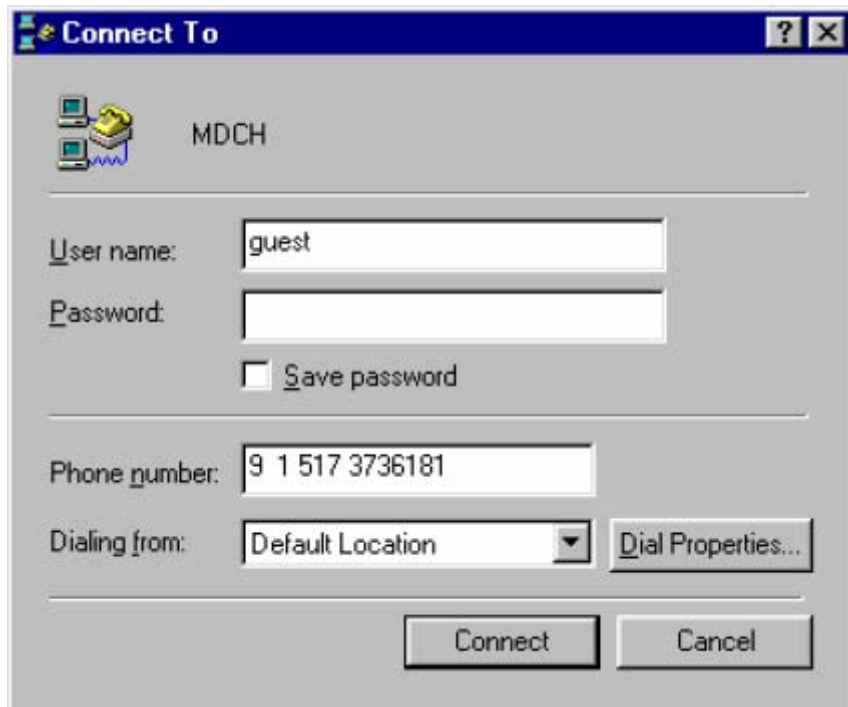 Connect To
MDCH
User name: guest
Password:
Save password
Phone number: 9 1 517 3736181
Dialing from: Default Location Dial Properties...
Connect Cancel